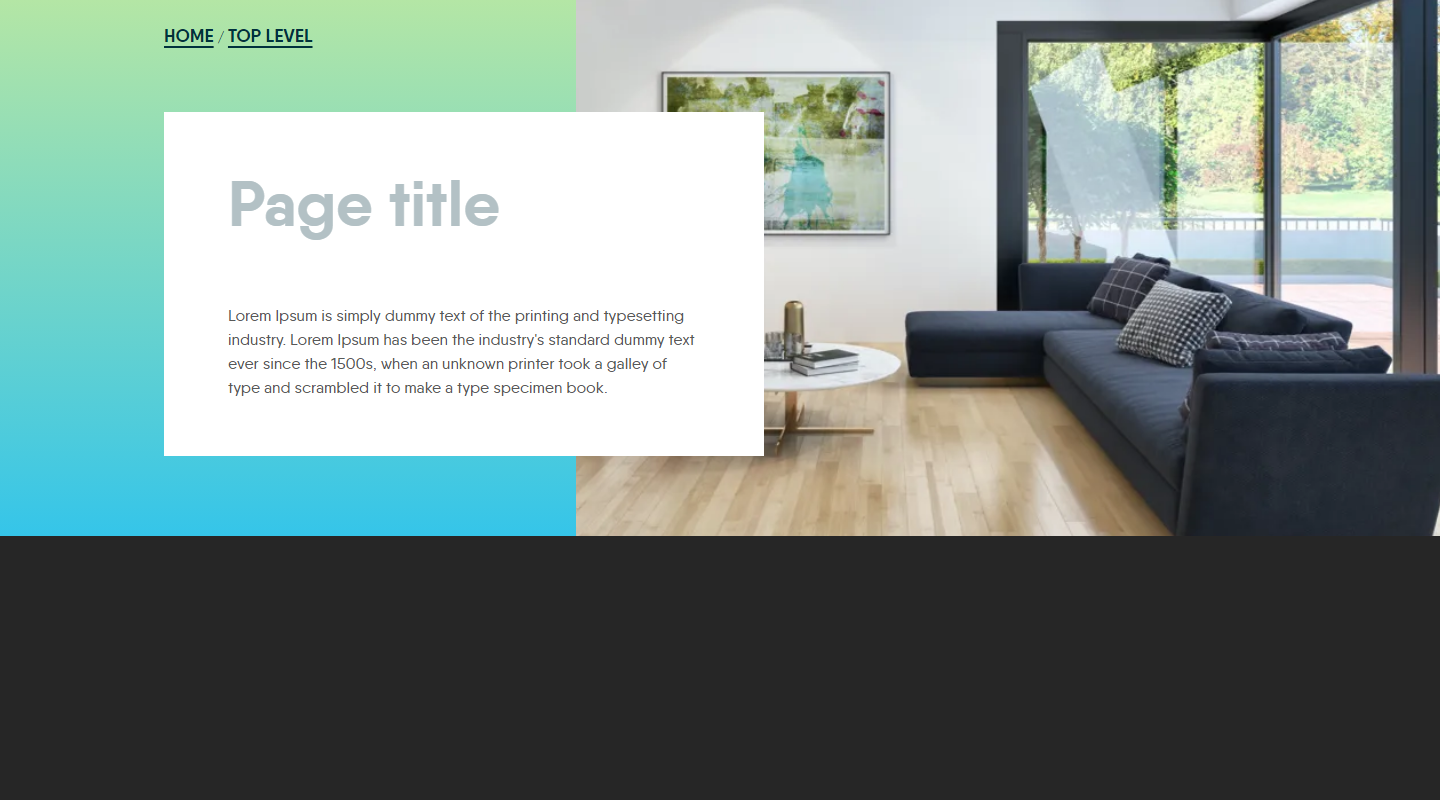 HOME / TOP LEVEL
Page title
Lorem Ipsum is simply dummy text of the printing and typesetting
industry. Lorem Ipsum has been the industry's standard dummy text
ever since the 1500s, when an unknown printer took a galley of
type and scrambled it to make a type specimen book.